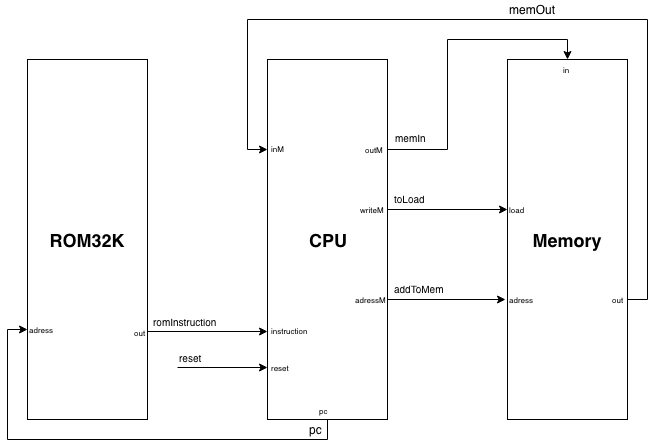 memOut
in
memIn
inM
outM
toLoad
writeM
load
ROM32K
CPU
Memory
addToMem
adressM
adress
out
romInstruction
adress
out
instruction
reset
reset
pc
pc